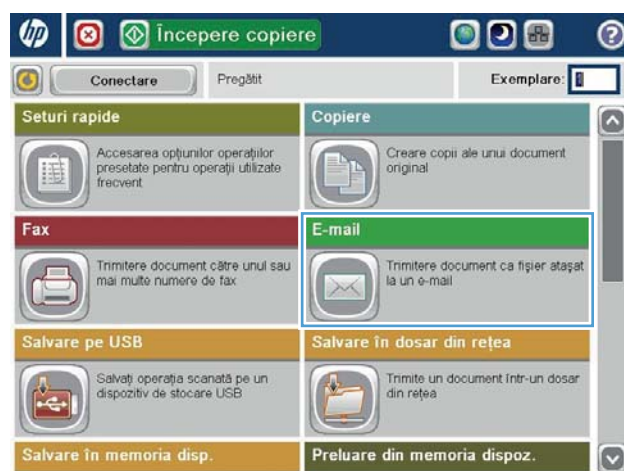 hp
Începere copiere
?
Conectare
Pregătit
Exemplare:
Seturi rapide
Accesarea opţiunilor operaţiilor
presetate pentru operaţii utilizate
frecvent
Copiere
Creare copii ale unui document
original
Fax
Trimitere document către unul sau
mai multe numere de fax
E-mail
Trimitere document ca fişier ataşat
la un e-mail
Salvare pe USB
Salvaţi operaţia scanată pe un
dispozitiv de stocare USB
Salvare în dosar din reţea
Trimite un document într-un dosar
din reţea
Salvare în memoria disp.
Preluare din memoria dispoz.